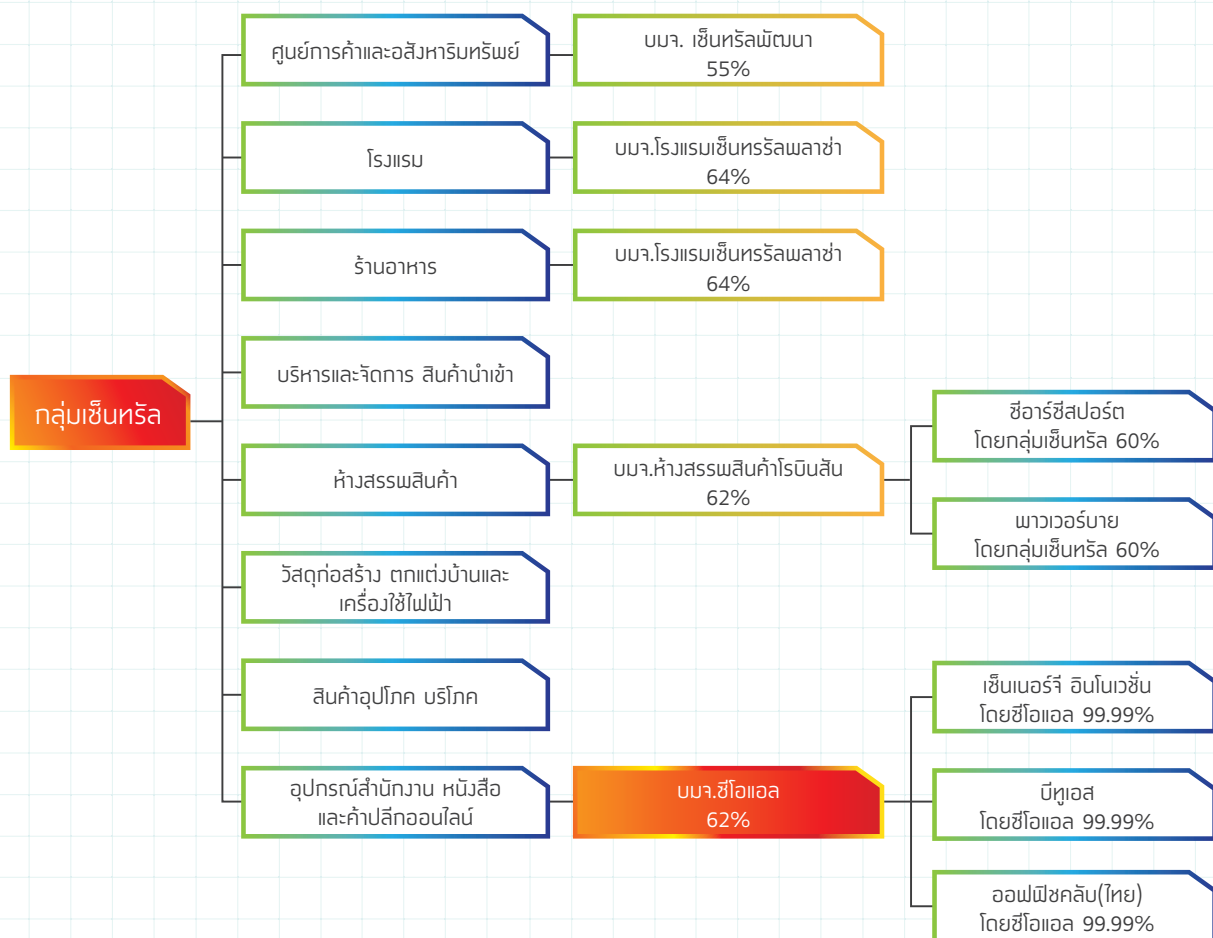 ศูนย์การค้าและอสังหาริมทรัพย์
บมจ. เซ็นทรัลพัฒนา
55%
โรงแรม
บมจ.โรงแรมเซ็นทรรัลพลาซ่า
64%
ร้านอาหาร
บมจ.โรงแรมเซ็นทรรัลพลาซ่า
64%
บริหารและจัดการ สินค้านำเข้า
กลุ่มเซ็นทรัล
ห้างสรรพสินค้า
บมจ.ห้างสรรพสินค้าโรบินสัน
62%
ซีอาร์ซีสปอร์ต
โดยกลุ่มเซ็นทรัล 60%
พาวเวอร์บาย
โดยกลุ่มเซ็นทรัล 60%
วัสดุก่อสร้าง ตกแต่งบ้านและ
เครื่องใช้ไฟฟ้า
สินค้าอุปโภค บริโภค
อุปกรณ์สำนักงาน หนังสือ
และค้าปลีกออนไลน์
บมจ.ซีโอแอล
62%
เซ็นเนอร์จี อินโนเวชั่น
โดยซีโอแอล 99.99%
บีทูเอส
โดยซีโอแอล 99.99%
ออฟฟิชคลับ(ไทย)
โดยซีโอแอล 99.99%